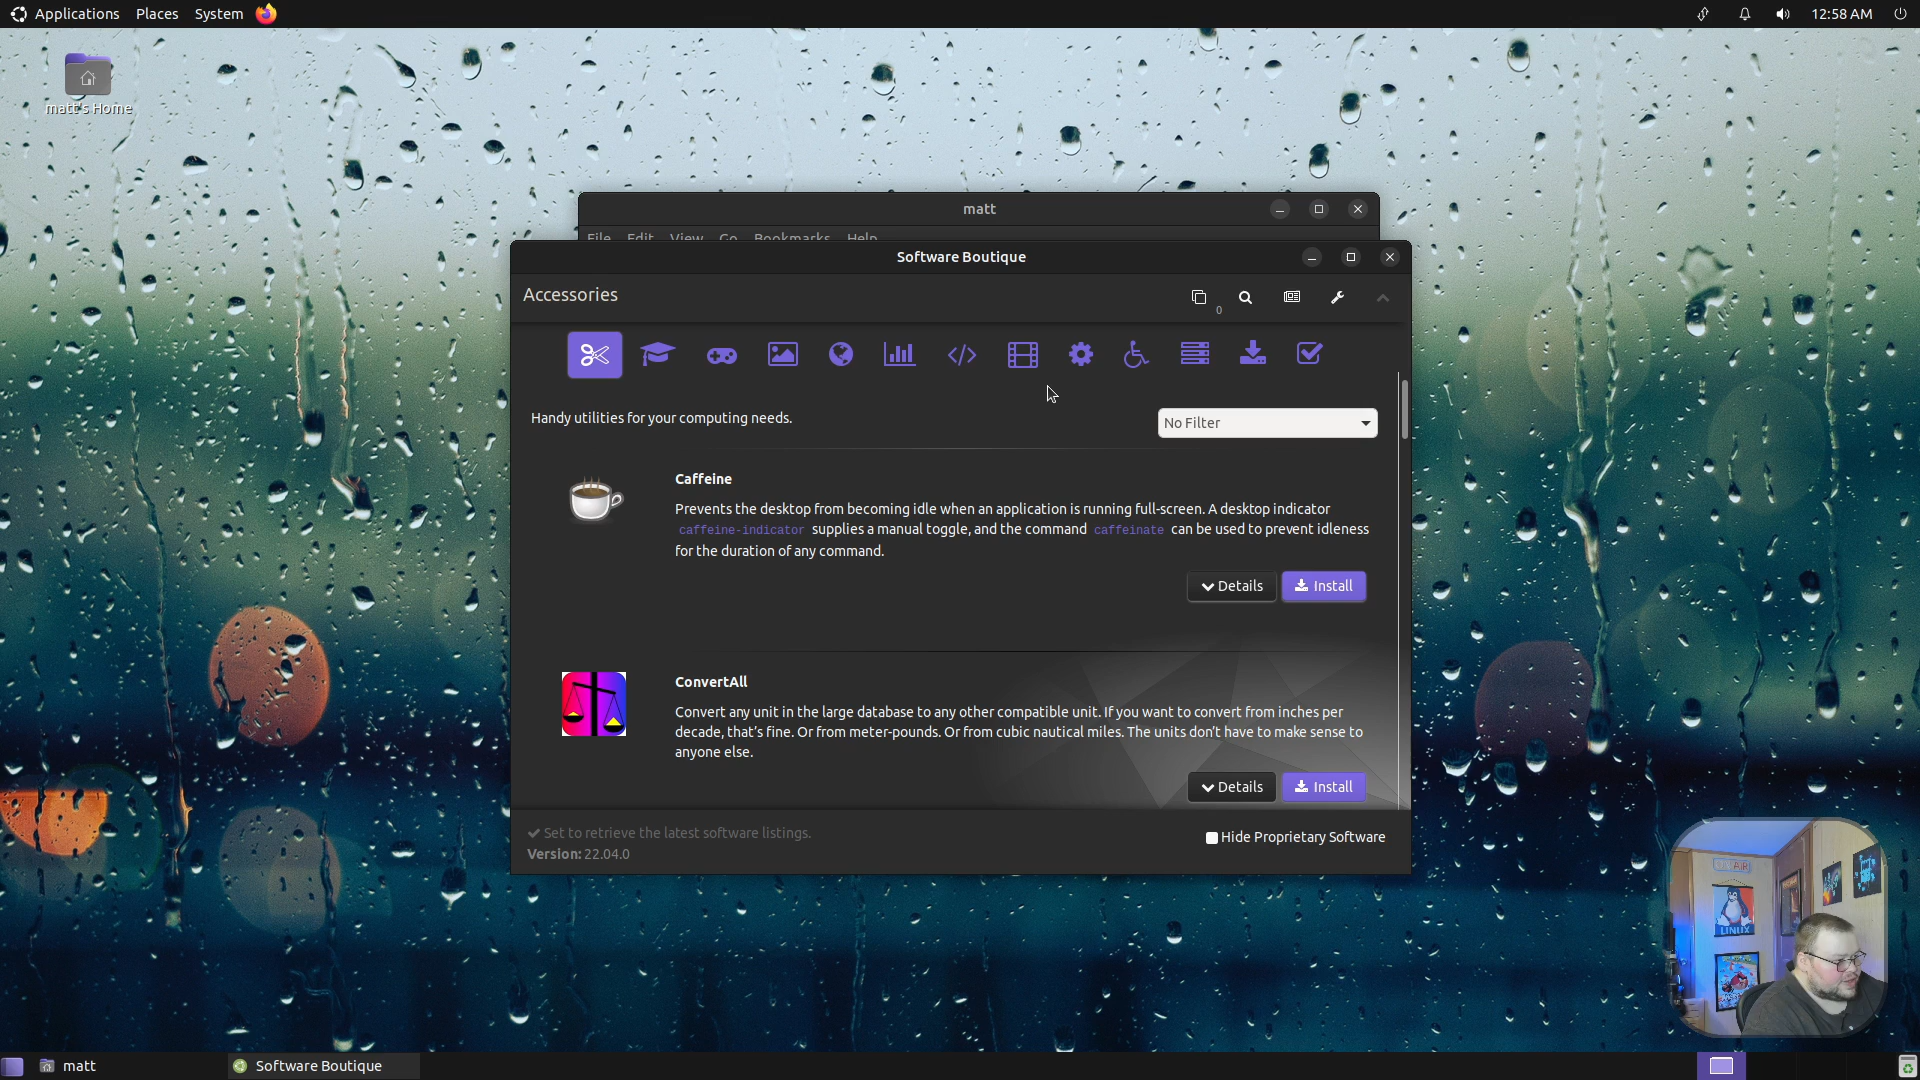 Applications Places System
12:58 AM
matt's Home
matt
File Edit View Go Bookmarks Help
Software Boutique
Accessories
0
Handy utilities for your computing needs.
No Filter
Caffeine
Prevents the desktop from becoming idle when an application is running full-screen. A desktop indicator
caffeine-indicator supplies a manual toggle, and the command caffeinate can be used to prevent idleness
for the duration of any command.
Details Install
ConvertAll
Convert any unit in the large database to any other compatible unit. If you want to convert from inches per
decade, that's fine. Or from meter-pounds. Or from cubic nautical miles. The units don't have to make sense to
anyone else.
Details Install
Set to retrieve the latest software listings.
Version: 22.04.0
Hide Proprietary Software
LINUX
matt
Software Boutique